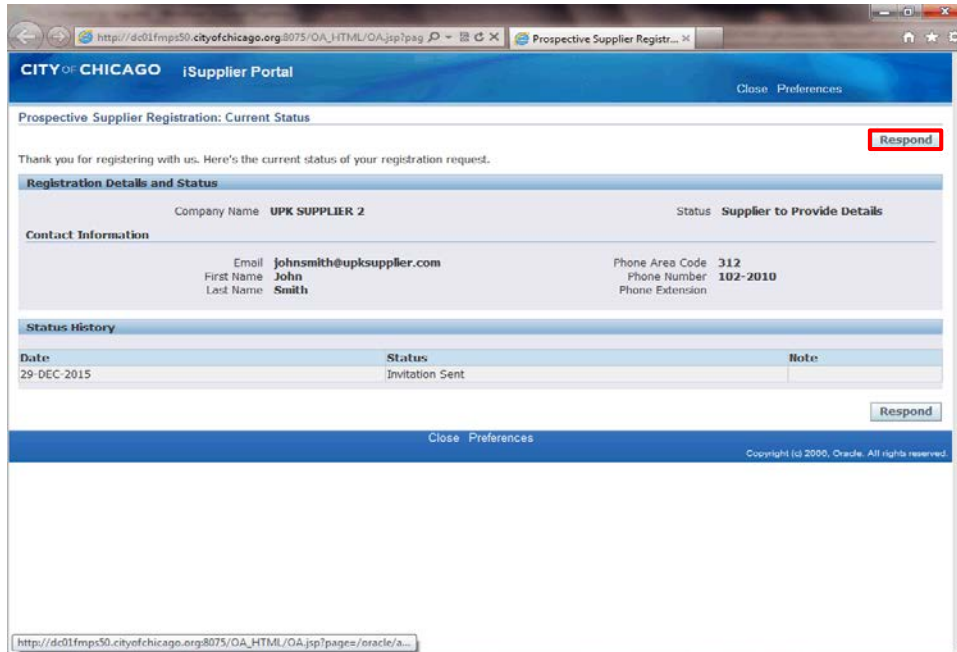 http://dc01fmps50.cityofchicago.org:8075/OA_HTML/OA.jsp?pag
Prospective Supplier Registr...
CITY OF CHICAGO iSupplier Portal
Close Preferences
Prospective Supplier Registration: Current Status
Respond
Thank you for registering with us. Here's the current status of your registration request.
Registration Details and Status
Company Name UPK SUPPLIER 2 Status Supplier to Provide Details
Contact Information
Email johnsmith@upksupplier.com Phone Area Code 312
First Name John Phone Number 102-2010
Last Name Smith Phone Extension
Status History
Date Status Note
29-DEC-2015 Invitation Sent
Respond
Close Preferences
Copyright (c) 2006, Oracle. All rights reserved.
http://dc01fmps50.cityofchicago.org:8075/OA_HTML/OA.jsp?page=/oracle/a...